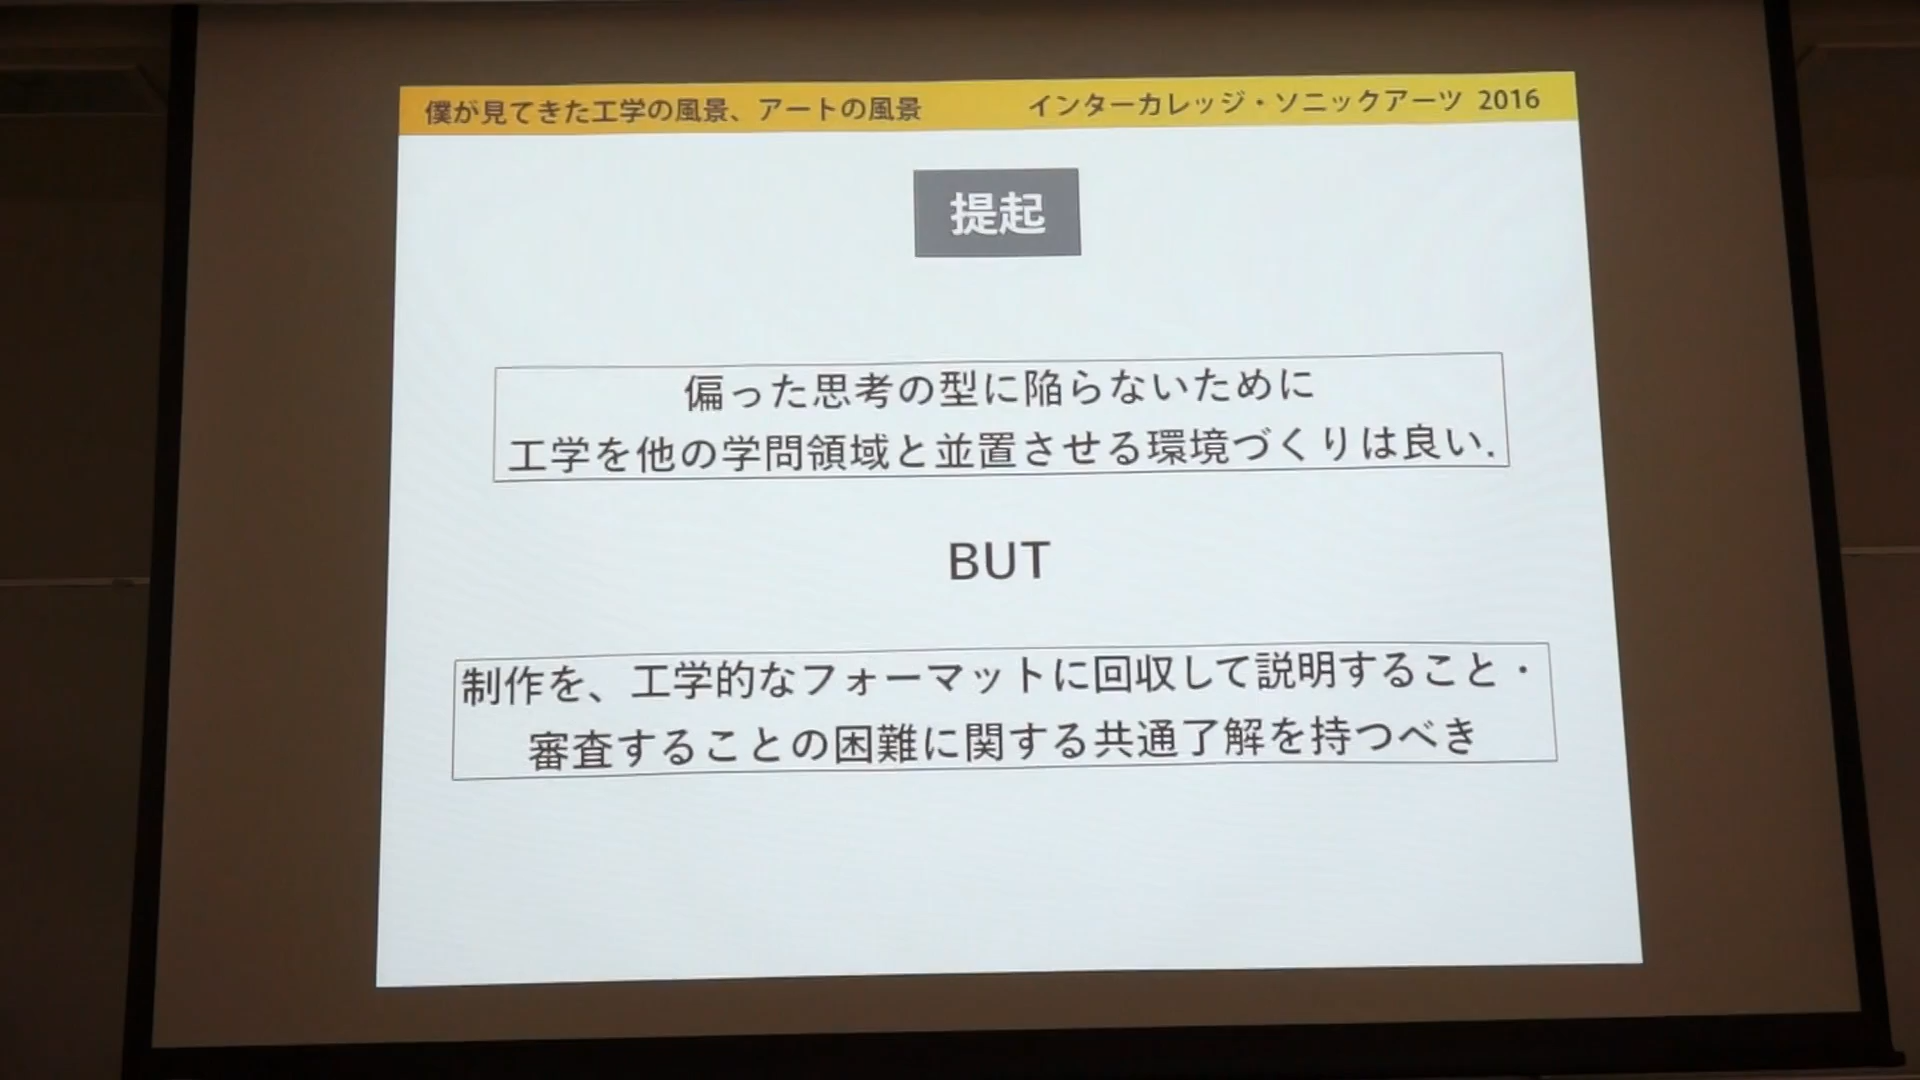 僕が見てきた工学の風景、アートの風景
インターカレッジ・ソニックアーツ 2016
提起
偏った思考の型に陥らないために
工学を他の学問領域と並置させる環境づくりは良い.
BUT
制作を、工学的なフォーマットに回収して説明すること・
審査することの困難に関する共通了解を持つべき